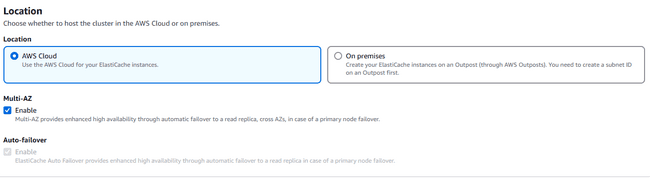 Location
Choose whether to host the cluster in the AWS Cloud or on premises.
Location
AWS Cloud
Use the AWS Cloud for your ElastiCache instances.
On premises
Create your ElastiCache instances on an Outpost (through AWS Outposts). You need to create a subnet ID
on an Outpost first.
Multi-AZ
Enable
Multi-AZ provides enhanced high availability through automatic failover to a read replica, cross AZs, in case of a primary node failover.
Auto-failover
Enable
ElastiCache Auto Failover provides enhanced high availability through automatic failover to a read replica in case of a primary node failover.